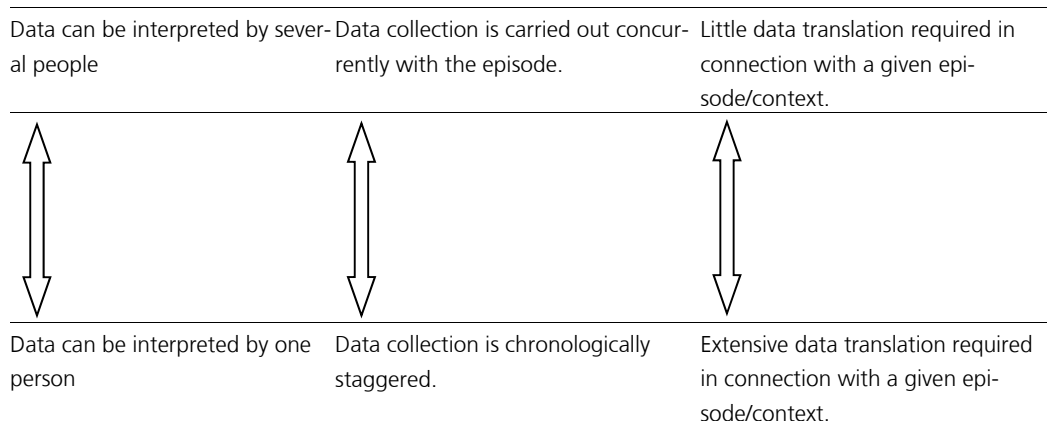 Data can be interpreted by sever-
al people
Data collection is carried out concur-
rently with the episode.
Little data translation required in
connection with a given epi-
sode/context.
Data can be interpreted by one
person
Data collection is chronologically
staggered.
Extensive data translation required
in connection with a given epi-
sode/context.